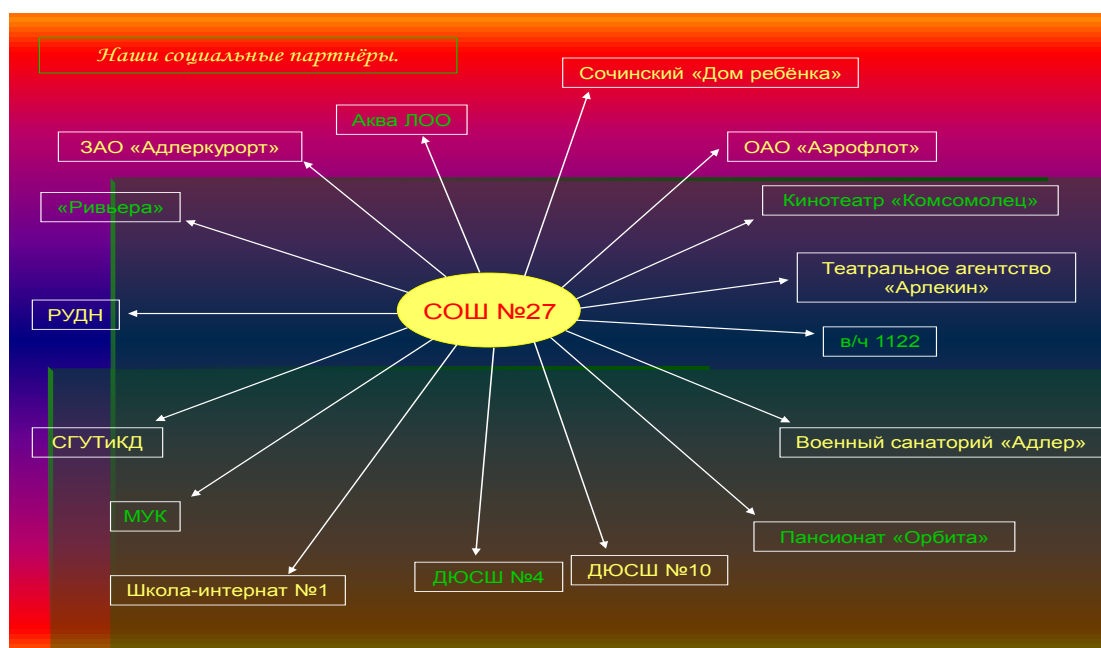 Наши социальные партнёры.
Сочинский «Дом ребёнка»
Аква ЛОО
ЗАО «Адлеркурорт»
ОАО «Аэрофлот»
«Ривьера»
Кинотеатр «Комсомолец»
Театральное агентство
«Арлекин»
СОШ №27
РУДН
в/ч 1122
СГУТиКД
Военный санаторий «Адлер»
МУК
Пансионат «Орбита»
Школа-интернат №1
ДЮСШ №4
ДЮСШ №10